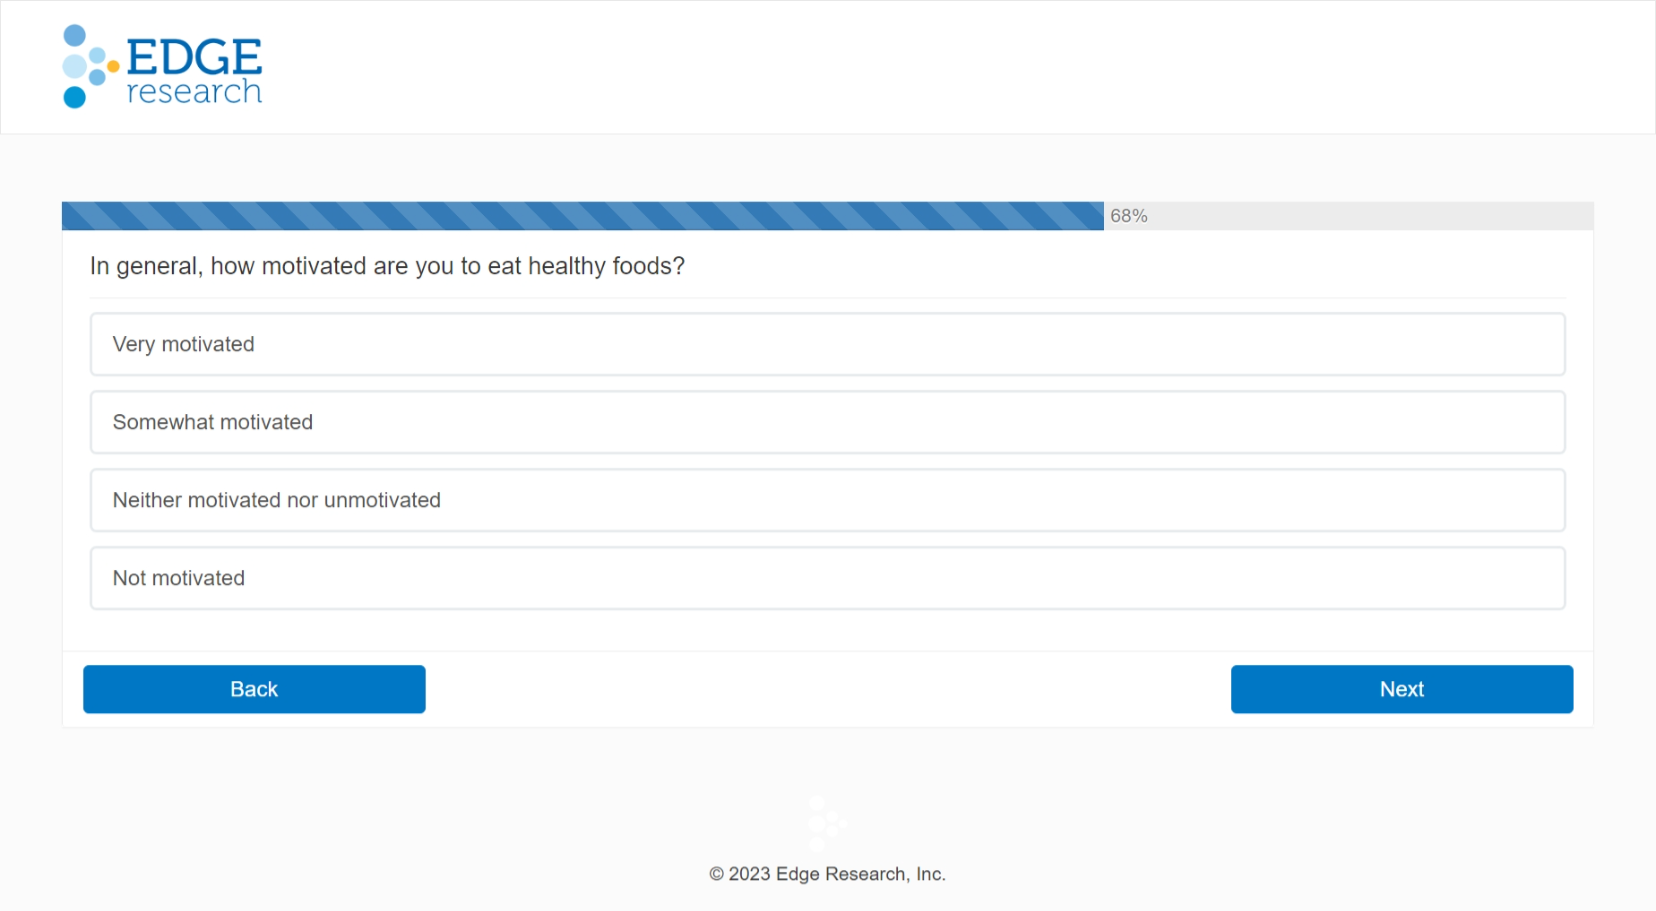 EDGE
research
68%
In general, how motivated are you to eat healthy foods?
Very motivated
Somewhat motivated
Neither motivated nor unmotivated
Not motivated
Back
Next
© 2023 Edge Research, Inc.